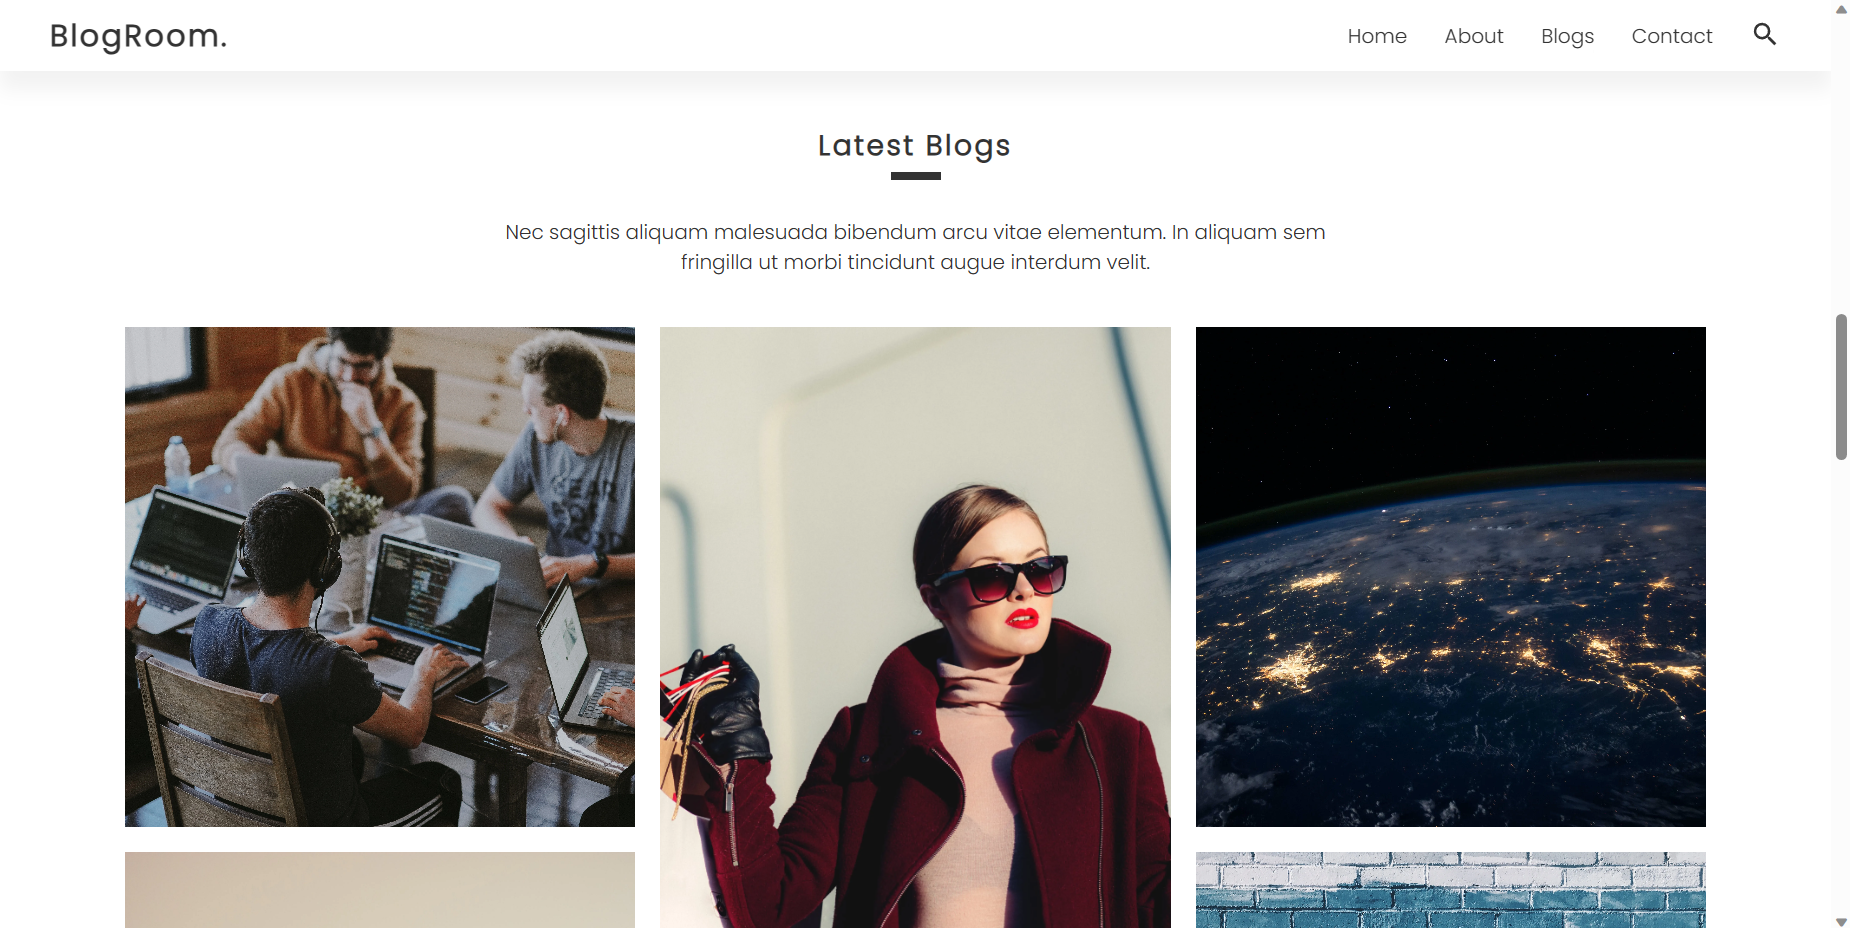 BlogRoom.
Home About Blogs Contact
Latest Blogs
Nec sagittis aliquam malesuada bibendum arcu vitae elementum. In aliquam sem
fringilla ut morbi tincidunt augue interdum velit.